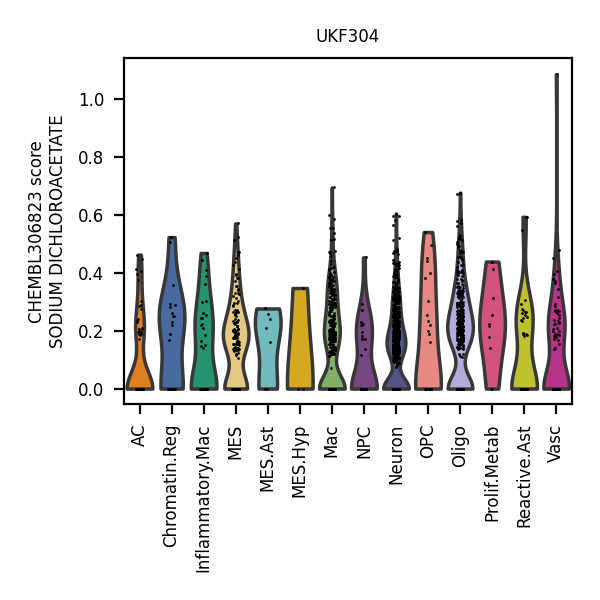 UKF304
CHEMBL306823 score
SODIUM DICHLOROACETATE
1.0
0.8
0.6
0.4
0.2
0.0
AC
Chromatin.Reg
Inflammatory.Mac
MES
MES.Ast
MES.Hyp
Mac
NPC
Neuron
OPC
Oligo
Prolif.Metab
Reactive.Ast
Vasc